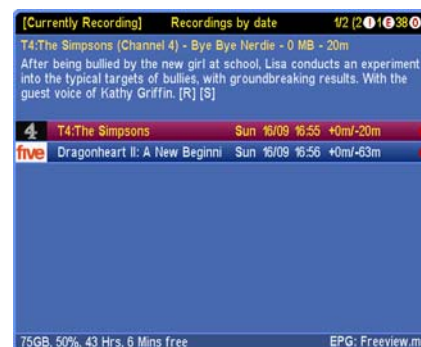 [Currently Recording] Recordings by date 1/2 (2 I 1 E 38 O
T4:The Simpsons (Channel 4) - Bye Bye Nerdie - 0 MB - 20m
After being bullied by the new girl at school, Lisa conducts an experiment
into the typical targets of bullies, with groundbreaking results. With the
guest voice of Kathy Griffin. [R] [S]
4 T4:The Simpsons Sun 16/09 16:55 +0m/-20m
five Dragonheart II: A New Beginni Sun 16/09 16:56 +0m/-63m
75GB, 50%, 43 Hrs, 6 Mins free EPG: Freeview.m